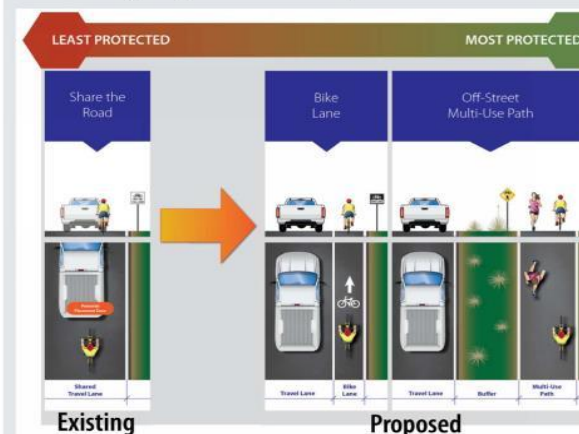 LEAST PROTECTED
MOST PROTECTED
Share the
Road
Bike
Lane
Off-Street
Multi-Use Path
Shared
Travel Lane
Travel Lane
Bike
Lane
Travel Lane
Buffer
Multi-Use
Path
Existing
Proposed